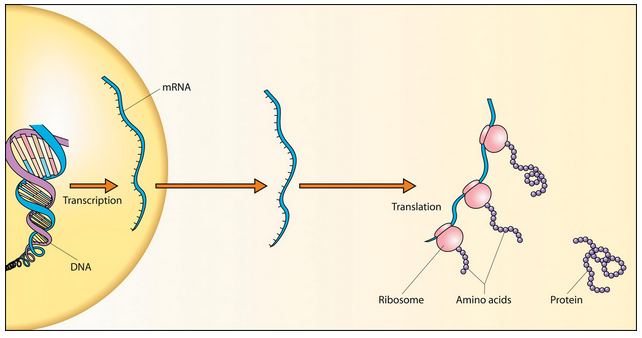 mRNA
Transcription
Translation
DNA
Ribosome
Amino acids
Protein